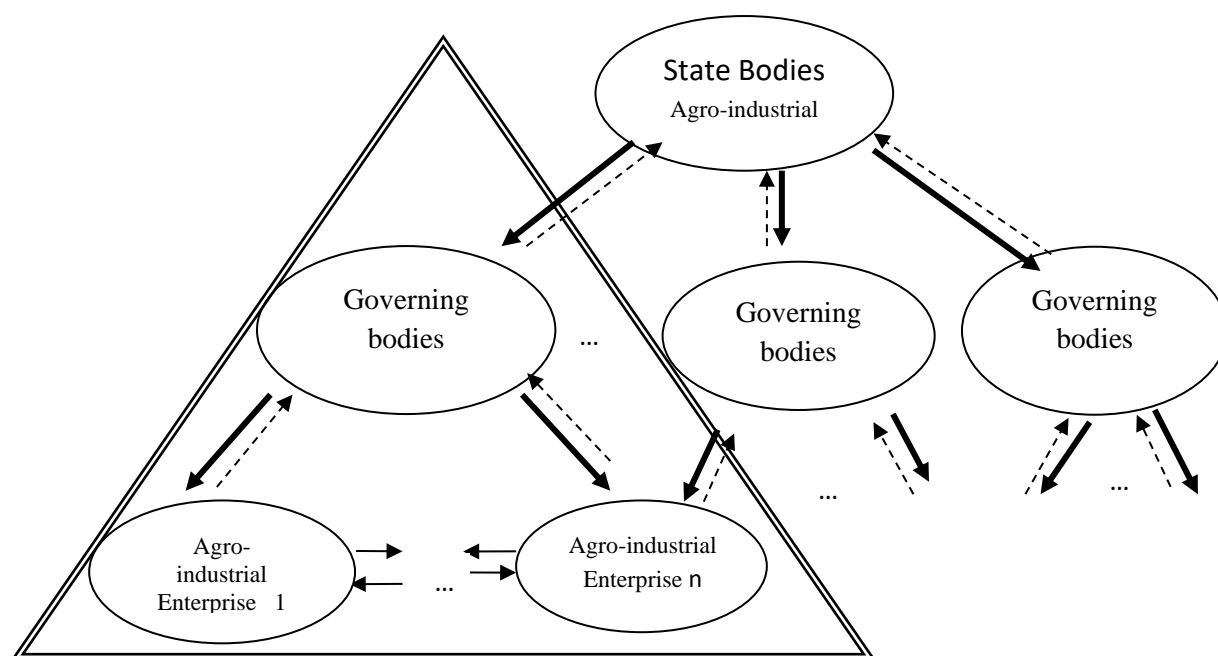 State Bodies
Agro-industrial
Governing
bodies
...
Governing
bodies
Governing
bodies
...
...
Agro-
industrial
Enterprise 1
...
Agro-industrial
Enterprise n